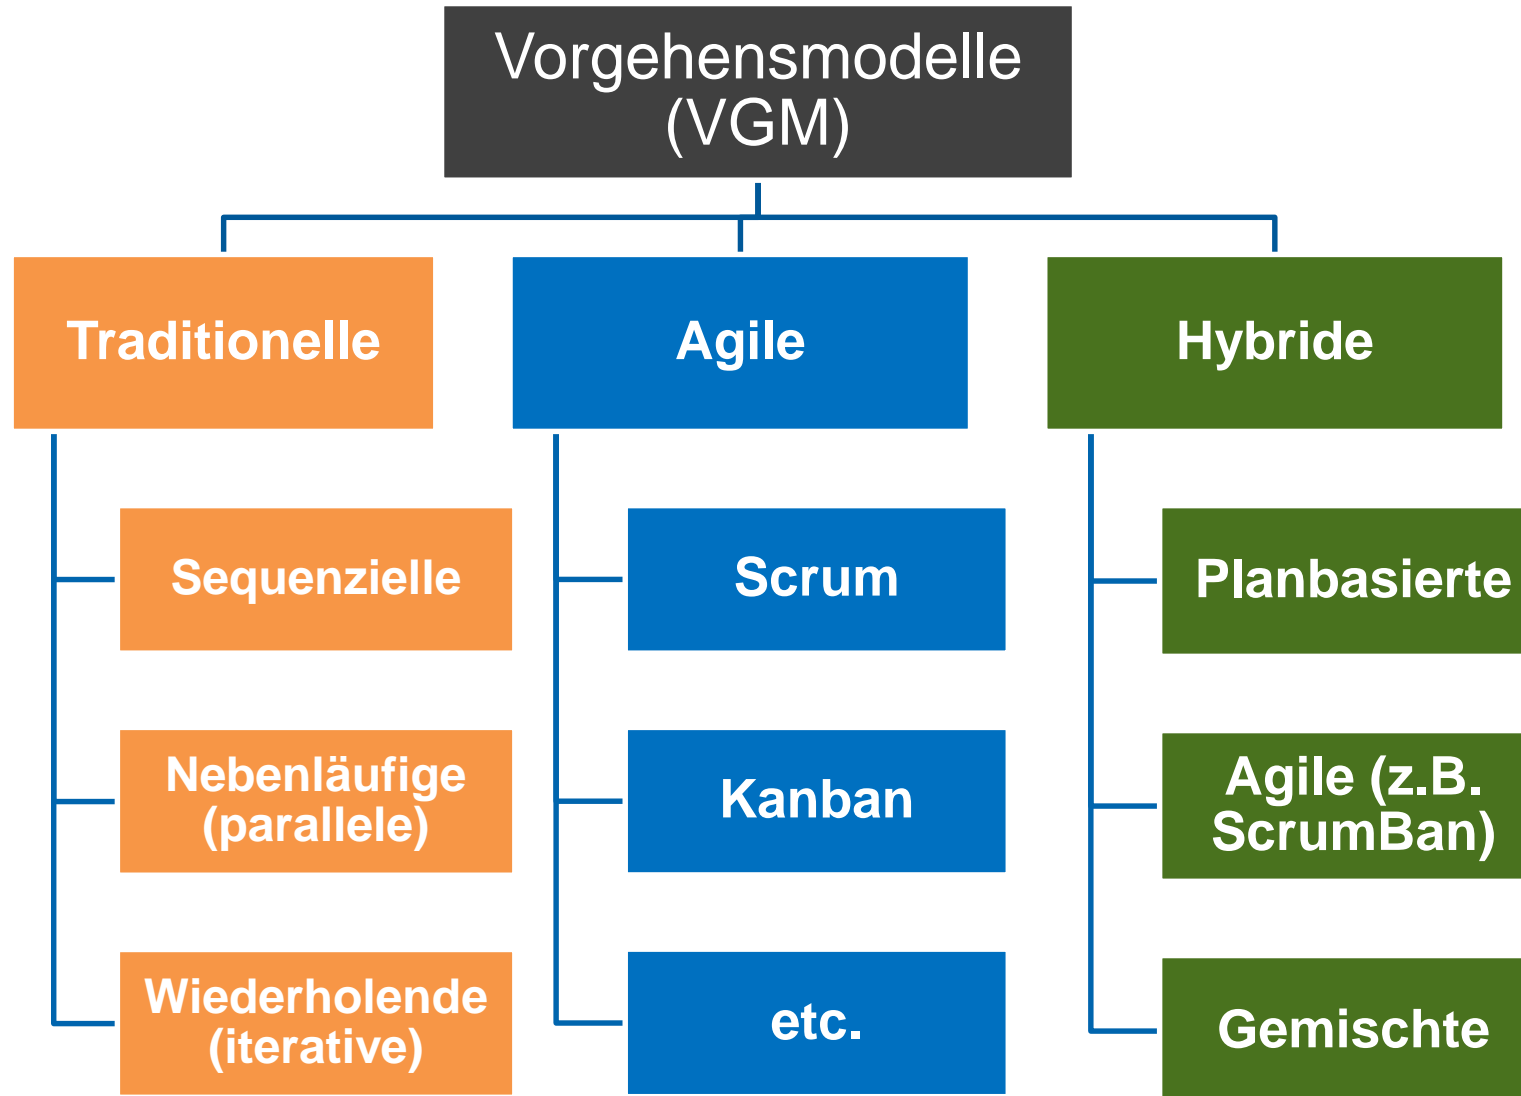 Vorgehensmodelle
(VGM)
Traditionelle
Agile
Hybride
Sequenzielle
Scrum
Planbasierte
Nebenläufige
(parallele)
Kanban
Agile (z.B.
ScrumBan)
Wiederholende
(iterative)
etc.
Gemischte